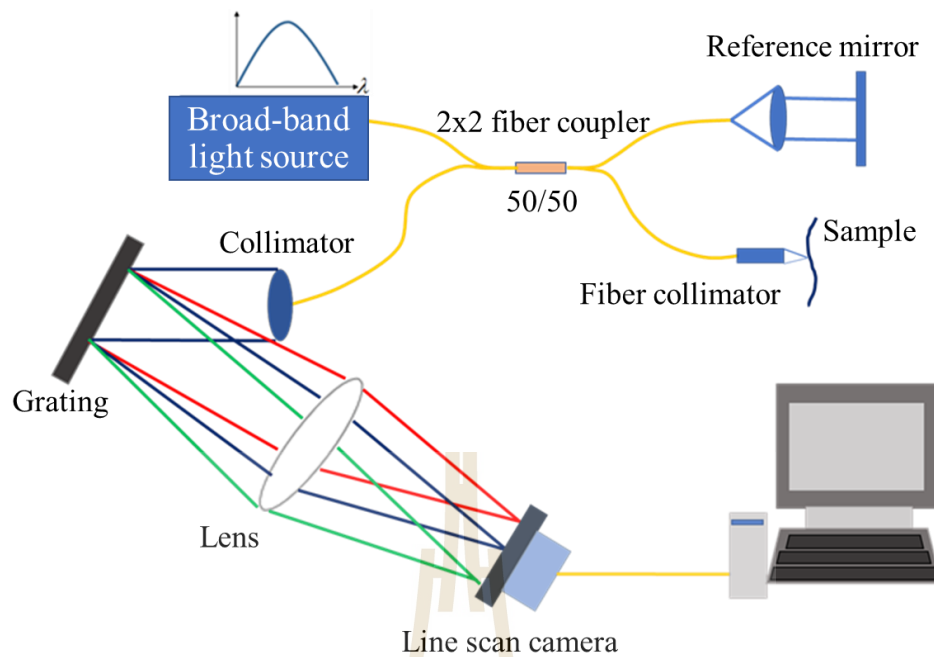 λ
Broad-band
light source
2x2 fiber coupler
50/50
Reference mirror
Collimator
Sample
Fiber collimator
Grating
Lens
Line scan camera